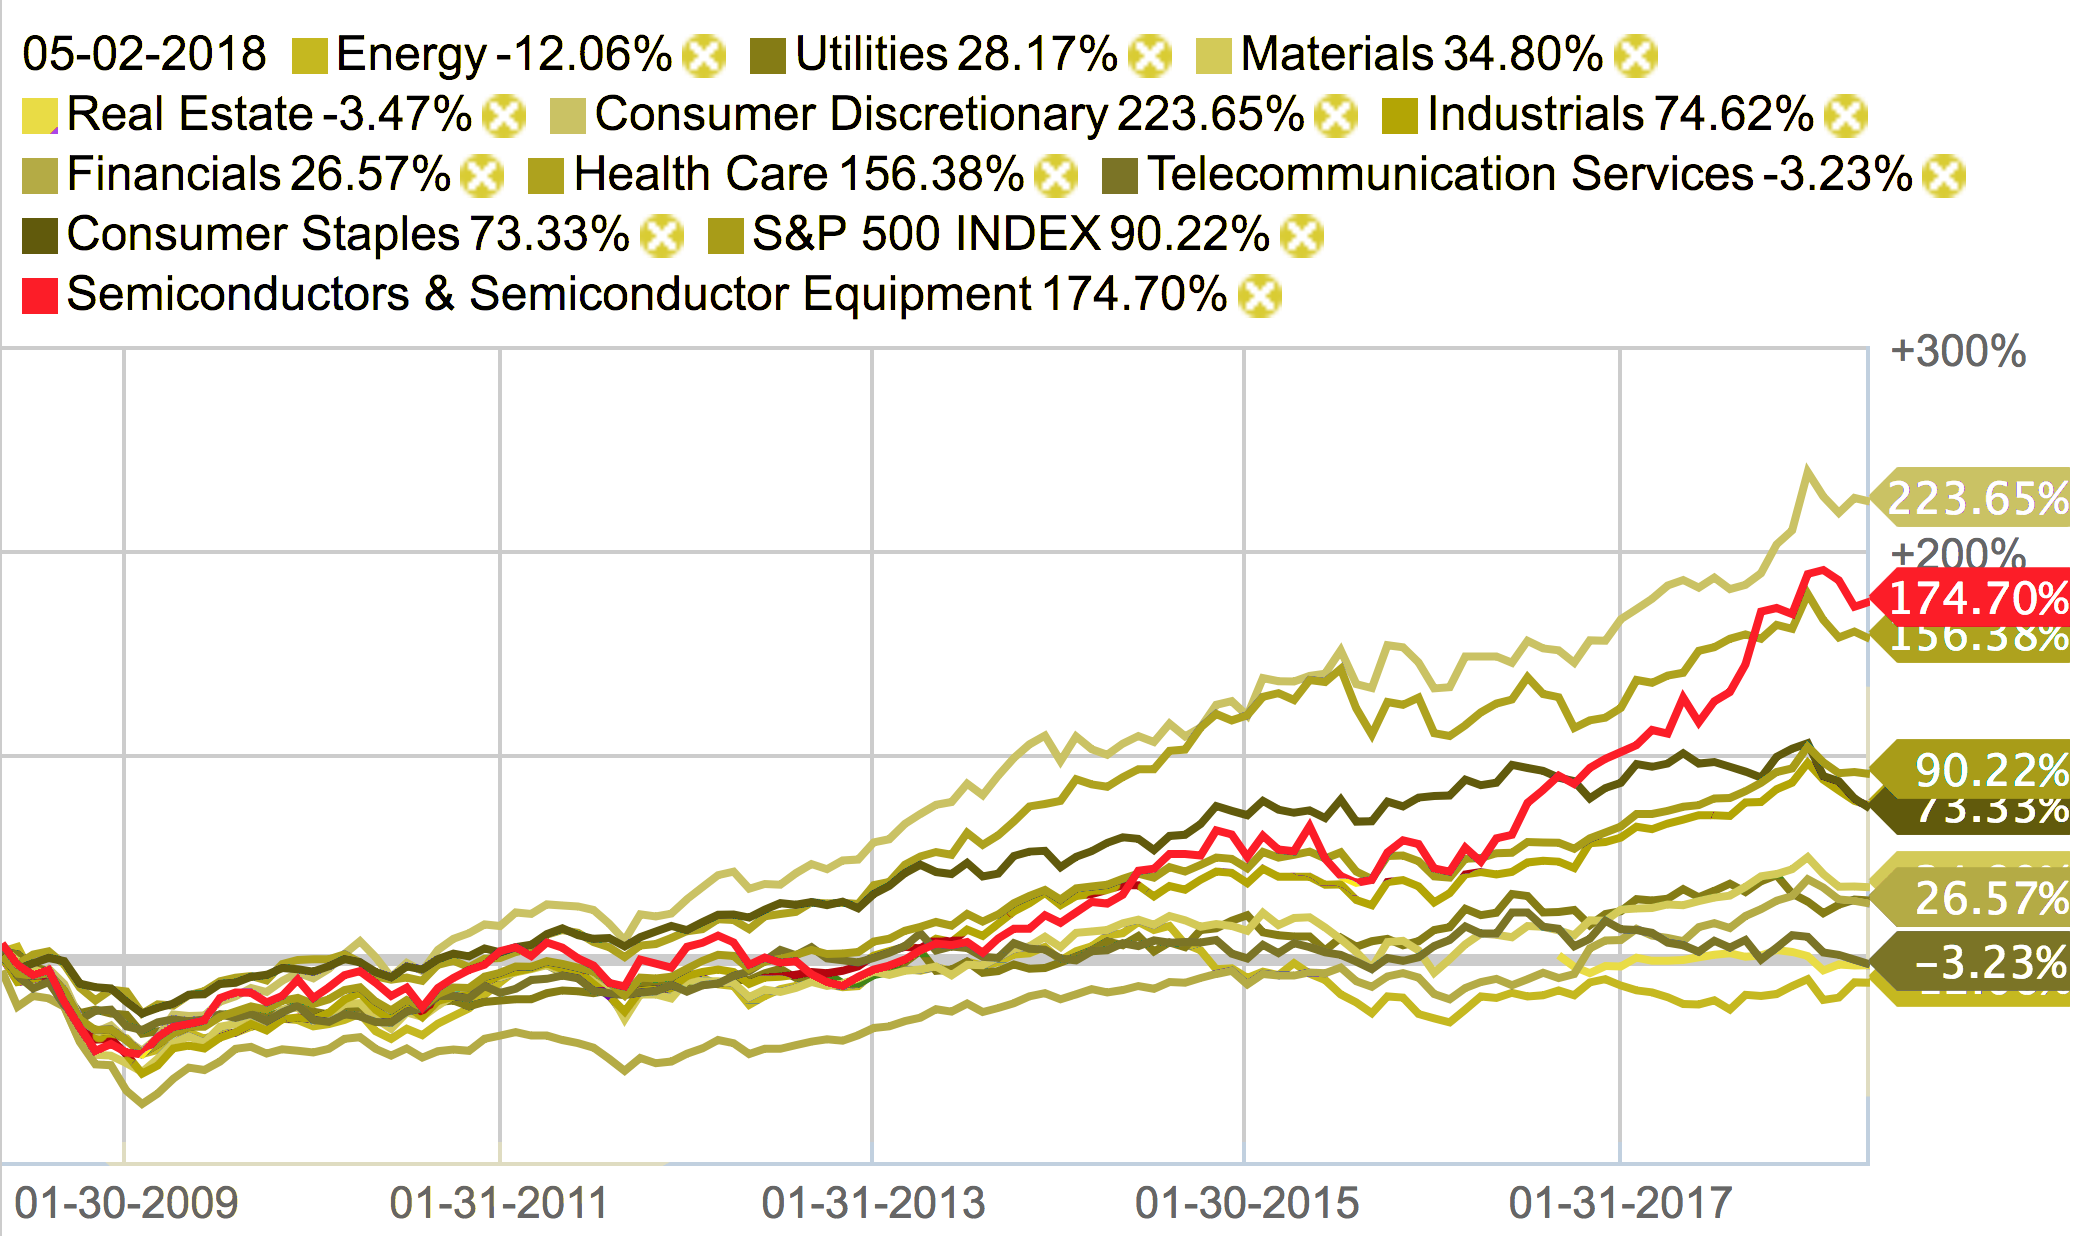 05-02-2018 Energy -12.06% Utilities 28.17% Materials 34.80%
Real Estate -3.47% Consumer Discretionary 223.65% Industrials 74.62%
Financials 26.57% Health Care 156.38% Telecommunication Services -3.23%
Consumer Staples 73.33% S&P 500 INDEX 90.22%
Semiconductors & Semiconductor Equipment 174.70%
+300%
223.65%
+200%
174.70%
156.38%
90.22%
73.33%
26.57%
-3.23%
01-30-2009 01-31-2011 01-31-2013 01-30-2015 01-31-2017